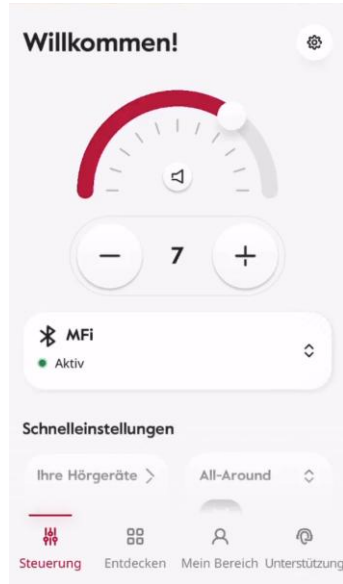 Willkommen!
7
MFi
Aktiv
Schnelleinstellungen
Ihre Hörgeräte
All-Around
Steuerung Entdecken Mein Bereich Unterstützung